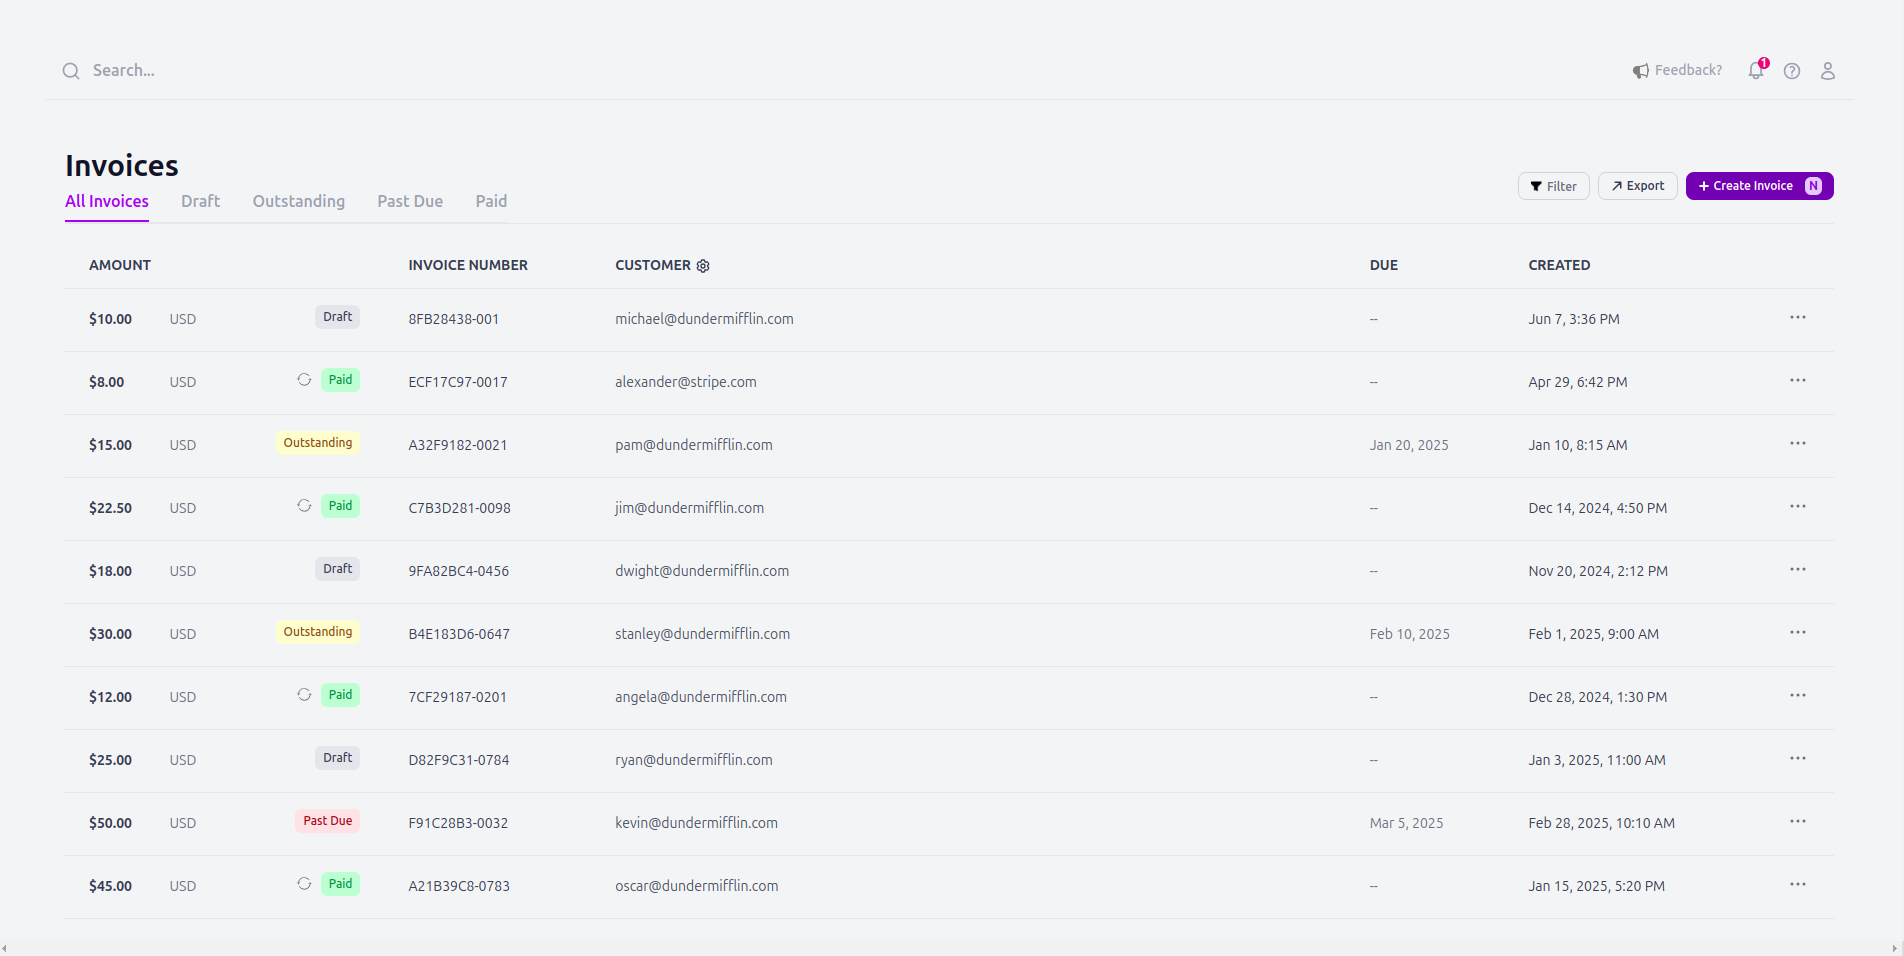 Search...
Feedback?
1
Invoices
All Invoices Draft Outstanding Past Due Paid
Filter Export + Create Invoice N
AMOUNT INVOICE NUMBER CUSTOMER DUE CREATED
$10.00 USD Draft 8FB28438-001 michael@dundermifflin.com -- Jun 7, 3:36 PM ...
$8.00 USD Paid ECF17C97-0017 alexander@stripe.com -- Apr 29, 6:42 PM ...
$15.00 USD Outstanding A32F9182-0021 pam@dundermifflin.com Jan 20, 2025 Jan 10, 8:15 AM ...
$22.50 USD Paid C7B3D281-0098 jim@dundermifflin.com -- Dec 14, 2024, 4:50 PM ...
$18.00 USD Draft 9FA82BC4-0456 dwight@dundermifflin.com -- Nov 20, 2024, 2:12 PM ...
$30.00 USD Outstanding B4E183D6-0647 stanley@dundermifflin.com Feb 10, 2025 Feb 1, 2025, 9:00 AM ...
$12.00 USD Paid 7CF29187-0201 angela@dundermifflin.com -- Dec 28, 2024, 1:30 PM ...
$25.00 USD Draft D82F9C31-0784 ryan@dundermifflin.com -- Jan 3, 2025, 11:00 AM ...
$50.00 USD Past Due F91C28B3-0032 kevin@dundermifflin.com Mar 5, 2025 Feb 28, 2025, 10:10 AM ...
$45.00 USD Paid A21B39C8-0783 oscar@dundermifflin.com -- Jan 15, 2025, 5:20 PM ...